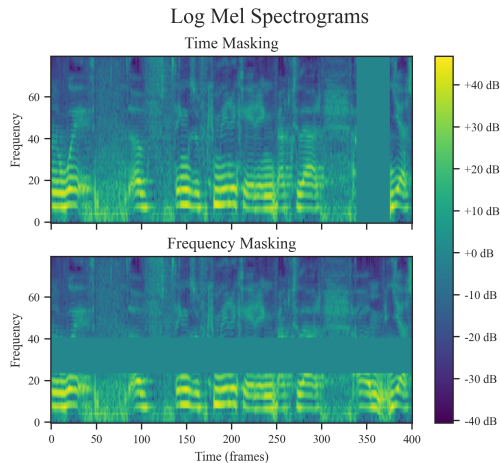 Log Mel Spectrograms
Time Masking
Frequency
60
40
20
0
Frequency Masking
Frequency
60
40
20
0
0 50 100 150 200 250 300 350 400
Time (frames)
+40 dB
+30 dB
+20 dB
+10 dB
+0 dB
-10 dB
-20 dB
-30 dB
-40 dB